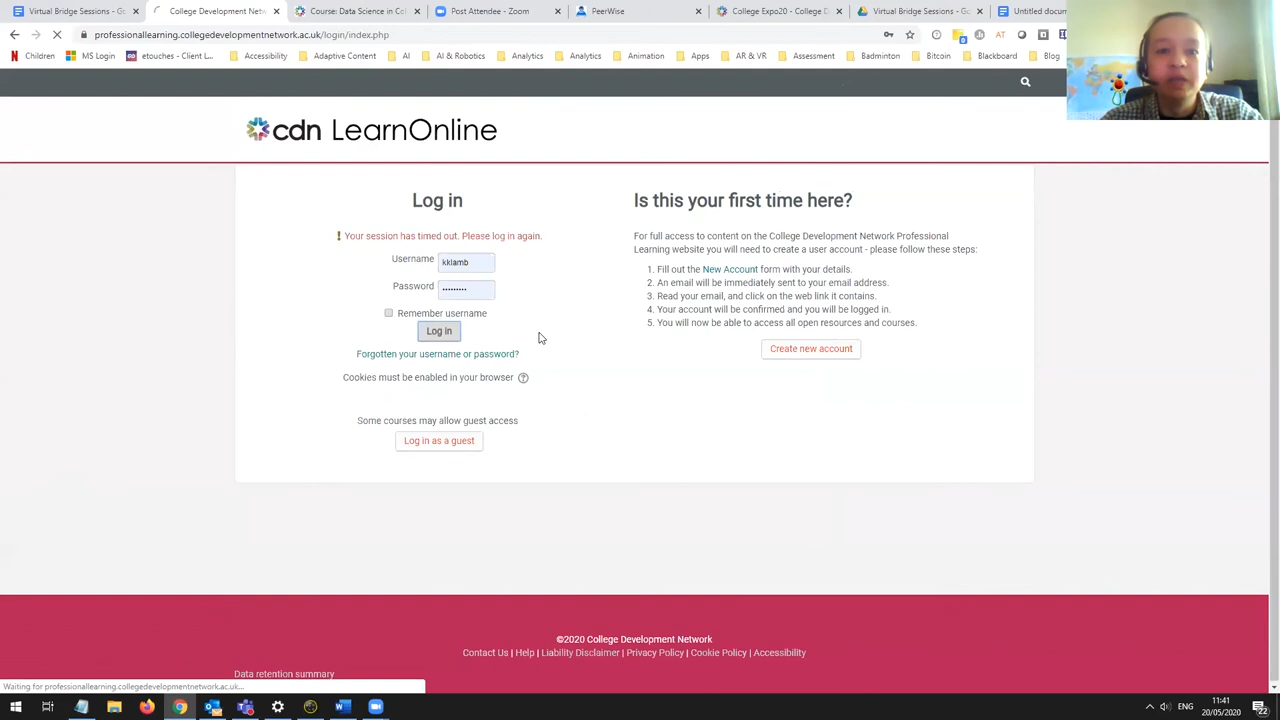 Virtual Bridge Sessions - Go
College Development Netw
Course: Data Science in Col
Post Attendee - Zoom
PeerWise
College Expo20 - College D
Virtual Bridge Sessions - Go
Untitled docum
professionallearning.collegedevelopmentnetwork.ac.uk/login/index.php
Children
MS Login
etouches - Client L...
Accessibility
Adaptive Content
AI
AI & Robotics
Analytics
Analytics
Animation
Apps
AR & VR
Assessment
Badminton
Bitcoin
Blackboard
Blog
cdn LearnOnline
Log in
Your session has timed out. Please log in again.
Username
kklamb
Password
Remember username
Log in
Forgotten your username or password?
Cookies must be enabled in your browser
Some courses may allow guest access
Log in as a guest
Is this your first time here?
For full access to content on the College Development Network Professional
Learning website you will need to create a user account - please follow these steps:
1. Fill out the New Account form with your details.
2. An email will be immediately sent to your email address.
3. Read your email, and click on the web link it contains.
4. Your account will be confirmed and you will be logged in.
5. You will now be able to access all open resources and courses.
Create new account
©2020 College Development Network
Contact Us | Help | Liability Disclaimer | Privacy Policy | Cookie Policy | Accessibility
Data retention summary
Waiting for professionallearning.collegedevelopmentnetwork.ac.uk...
ENG
11:41
20/05/2020
22